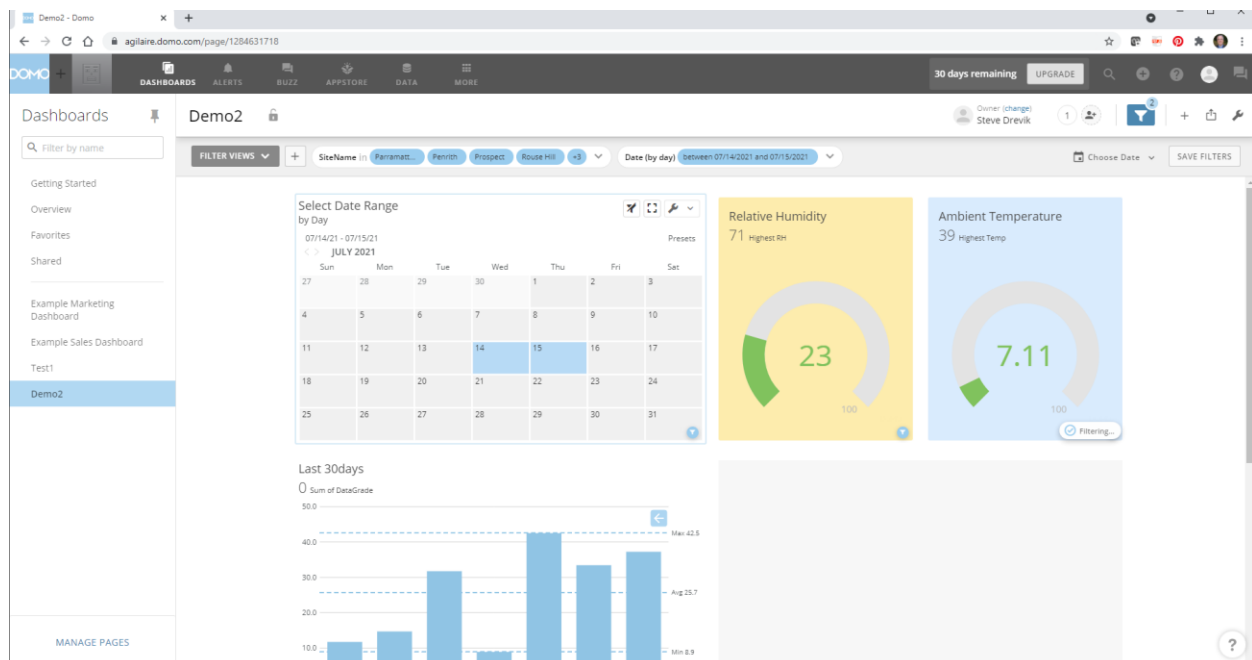 Demo2 - Domo
agilaire.domo.com/page/1284631718
DOMO
DASHBOARDS
ALERTS
BUZZ
APPSTORE
DATA
MORE
30 days remaining
UPGRADE
Dashboards
Filter by name
Getting Started
Overview
Favorites
Shared
Example Marketing
Dashboard
Example Sales Dashboard
Test1
Demo2
MANAGE PAGES
Demo2
Owner (change)
Steve Drevik
1
2
FILTER VIEWS
SiteName in Parramatt... Penrith Prospect Rouse Hill +3
Date (by day) between 07/14/2021 and 07/15/2021
Choose Date
SAVE FILTERS
Select Date Range
by Day
07/14/21 - 07/15/21
Presets
JULY 2021
Sun Mon Tue Wed Thu Fri Sat
27 28 29 30 1 2 3
4 5 6 7 8 9 10
11 12 13 14 15 16 17
18 19 20 21 22 23 24
25 26 27 28 29 30 31
Relative Humidity
71 Highest RH
23
100
Ambient Temperature
39 Highest Temp
7.11
100
Filtering...
Last 30days
0 Sum of DataGrade
50.0
40.0
30.0
20.0
10.0
Max 42.5
Avg 25.7
Min 8.9
?